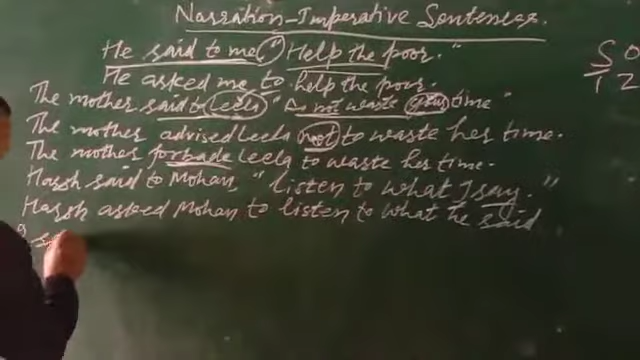 Narration-Imperative Sentences.
He said to me, "Help the poor."
He asked me to help the poor.
The mother said to Leela "Do not waste your time"
The mother advised Leela not to waste her time.
The mother forbade Leela to waste her time.
Harsh said to Mohan, "Listen to what I say."
Harsh asked Mohan to listen to what he said
S O
1 2